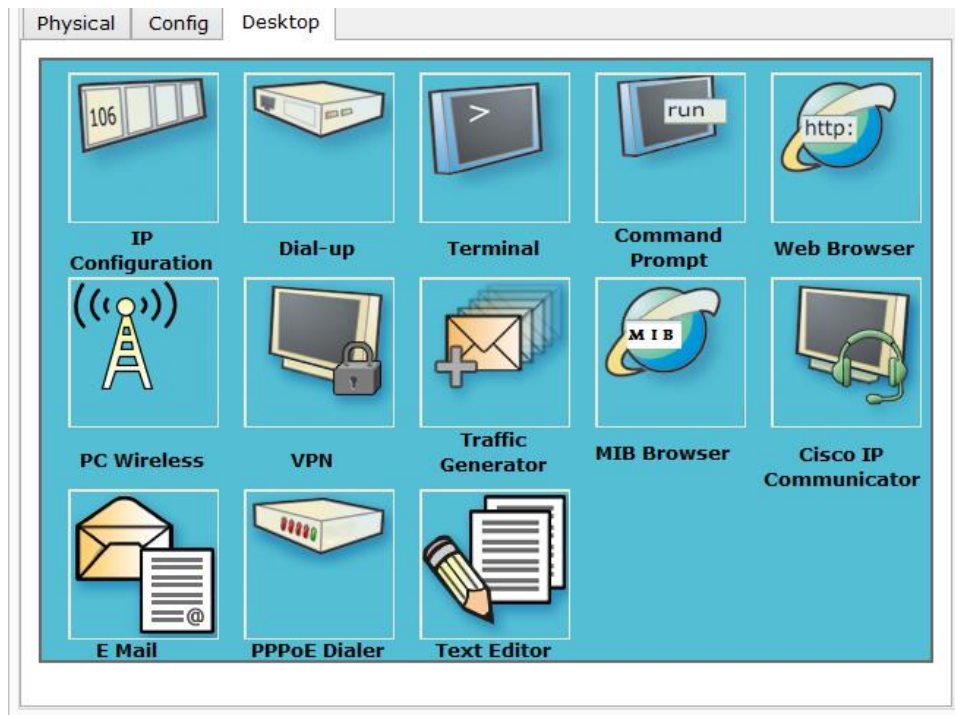 Physical Config Desktop
106
>
run
http:
IP
Configuration
Dial-up
Terminal
Command
Prompt
Web Browser
MIB
PC Wireless
VPN
Traffic
Generator
MIB Browser
Cisco IP
Communicator
@
E Mail
PPPoE Dialer
Text Editor